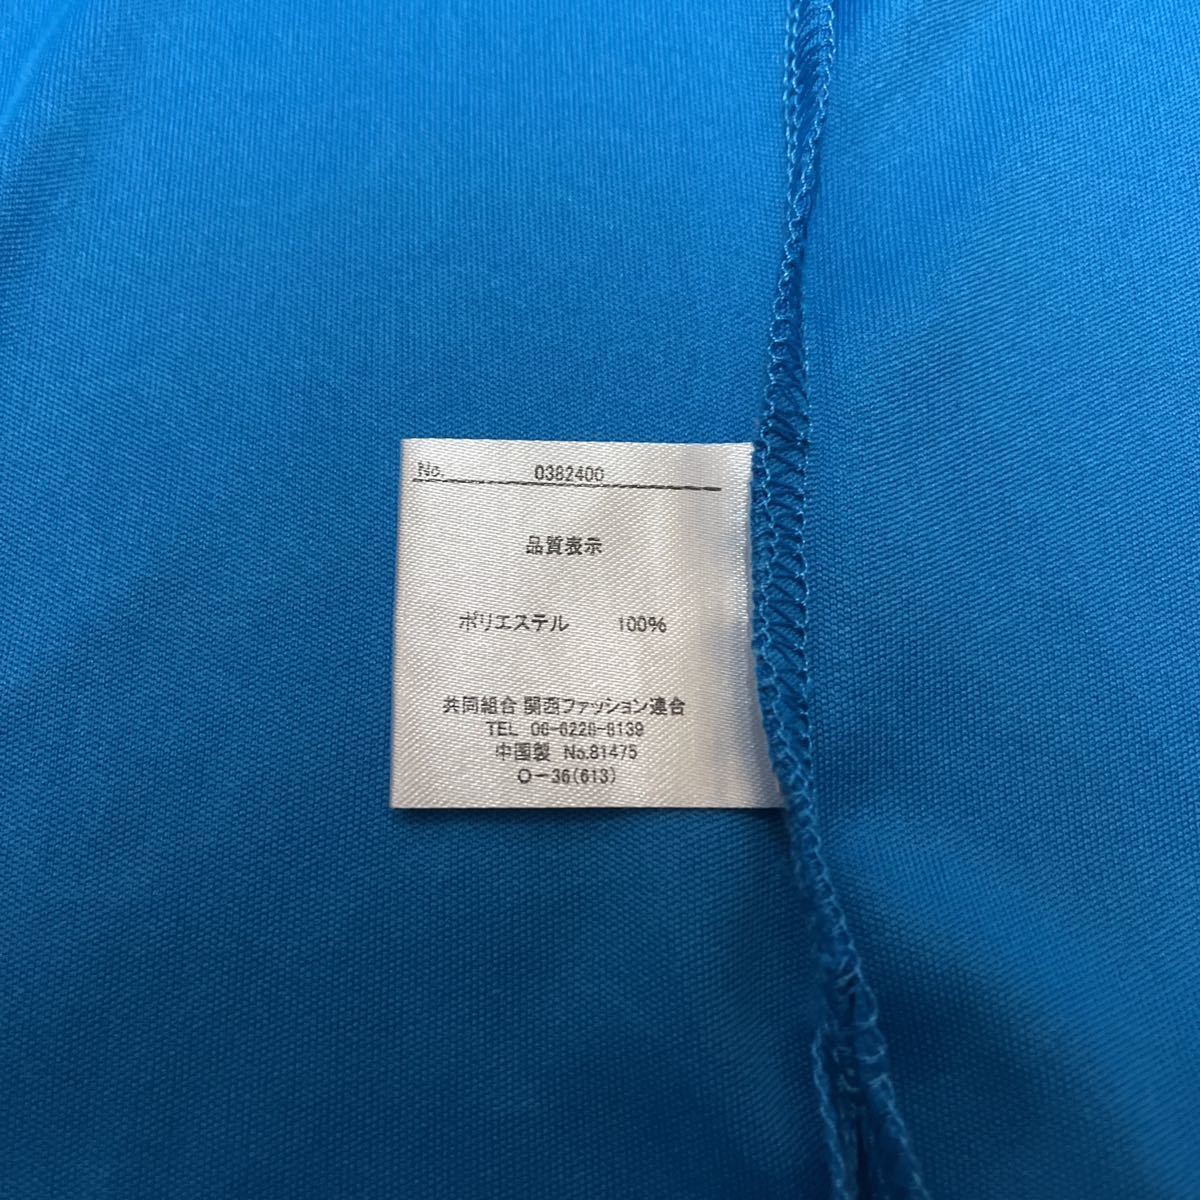 No. 0382400
品質表示
ポリエステル 100%
共同組合 関西ファッション連合
TEL 06-6228-8139
中国製 No.81475
O-36(613)